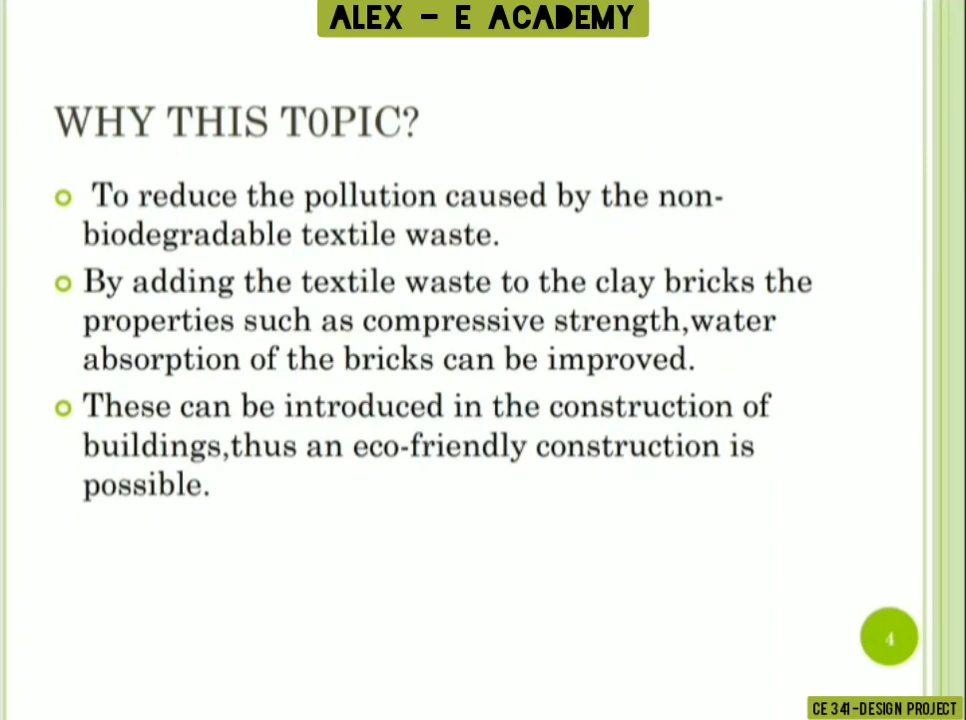 ALEX - E ACADEMY
WHY THIS T0PIC?
To reduce the pollution caused by the non-
biodegradable textile waste.
By adding the textile waste to the clay bricks the
properties such as compressive strength,water
absorption of the bricks can be improved.
These can be introduced in the construction of
buildings,thus an eco-friendly construction is
possible.
4
CE 341-DESIGN PROJECT